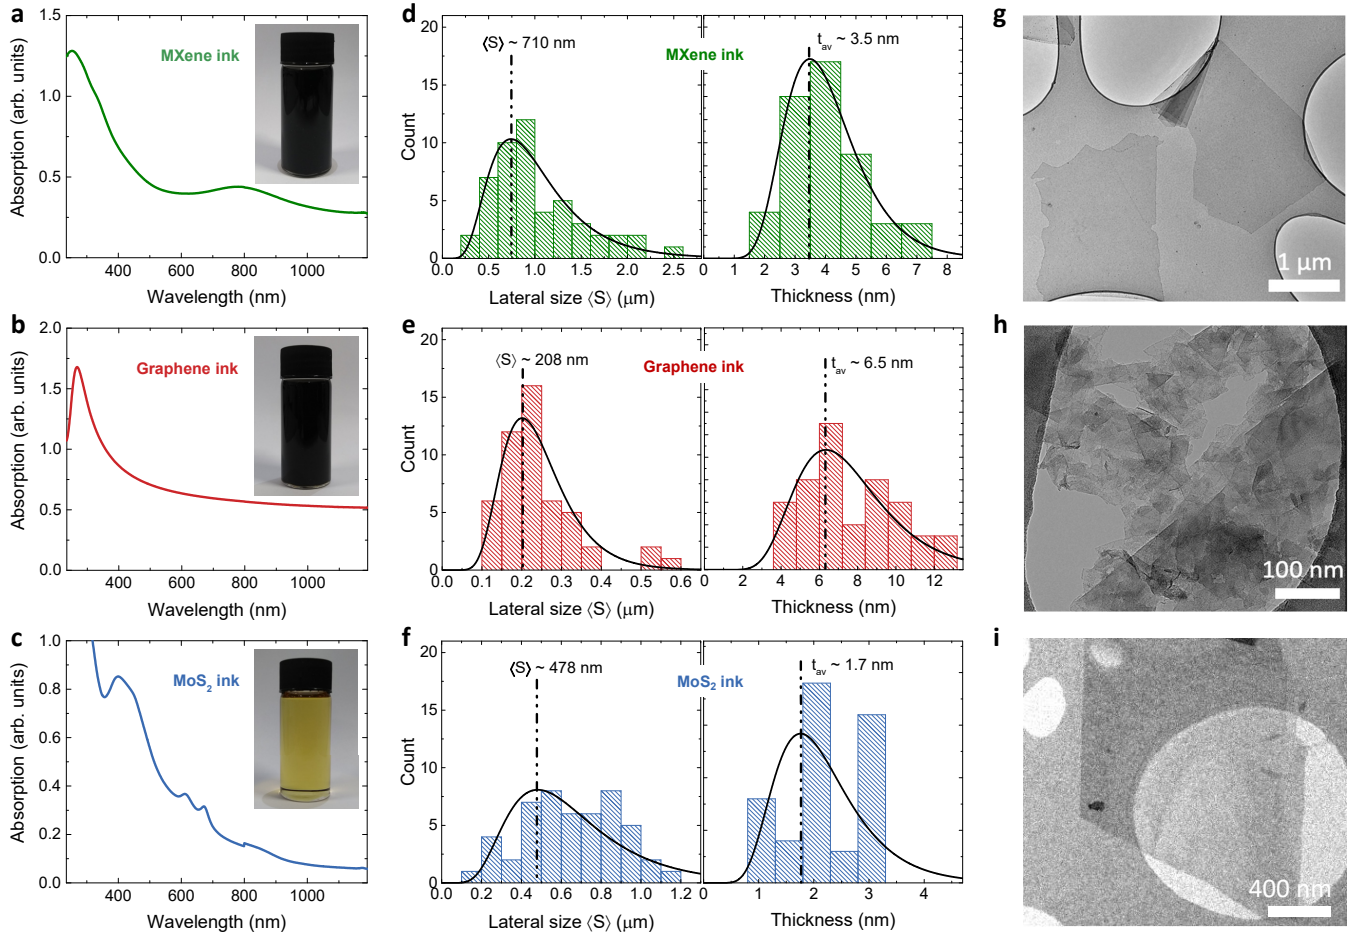 a
1.5
1.0
0.5
0.0
Absorption (arb. units)
MXene ink
400 600 800 1000
Wavelength (nm)
d
20
15
10
5
0
Count
⟨S⟩ ~ 710 nm
MXene ink
t_av ~ 3.5 nm
0.5 1.0 1.5 2.0 2.5
Lateral size ⟨S⟩ (μm)
0 1 2 3 4 5 6 7 8
Thickness (nm)
g
1 μm
b
2.0
1.5
1.0
0.5
0.0
Absorption (arb. units)
Graphene ink
400 600 800 1000
Wavelength (nm)
e
20
15
10
5
0
Count
⟨S⟩ ~ 208 nm
Graphene ink
t_av ~ 6.5 nm
0.0 0.1 0.2 0.3 0.4 0.5 0.6
Lateral size ⟨S⟩ (μm)
0 2 4 6 8 10 12
Thickness (nm)
h
100 nm
c
1.0
0.8
0.6
0.4
0.2
0.0
Absorption (arb. units)
MoS₂ ink
400 600 800 1000
Wavelength (nm)
f
20
15
10
5
0
Count
⟨S⟩ ~ 478 nm
MoS₂ ink
t_av ~ 1.7 nm
0.0 0.2 0.4 0.6 0.8 1.0 1.2
Lateral size ⟨S⟩ (μm)
0 1 2 3 4
Thickness (nm)
i
400 nm